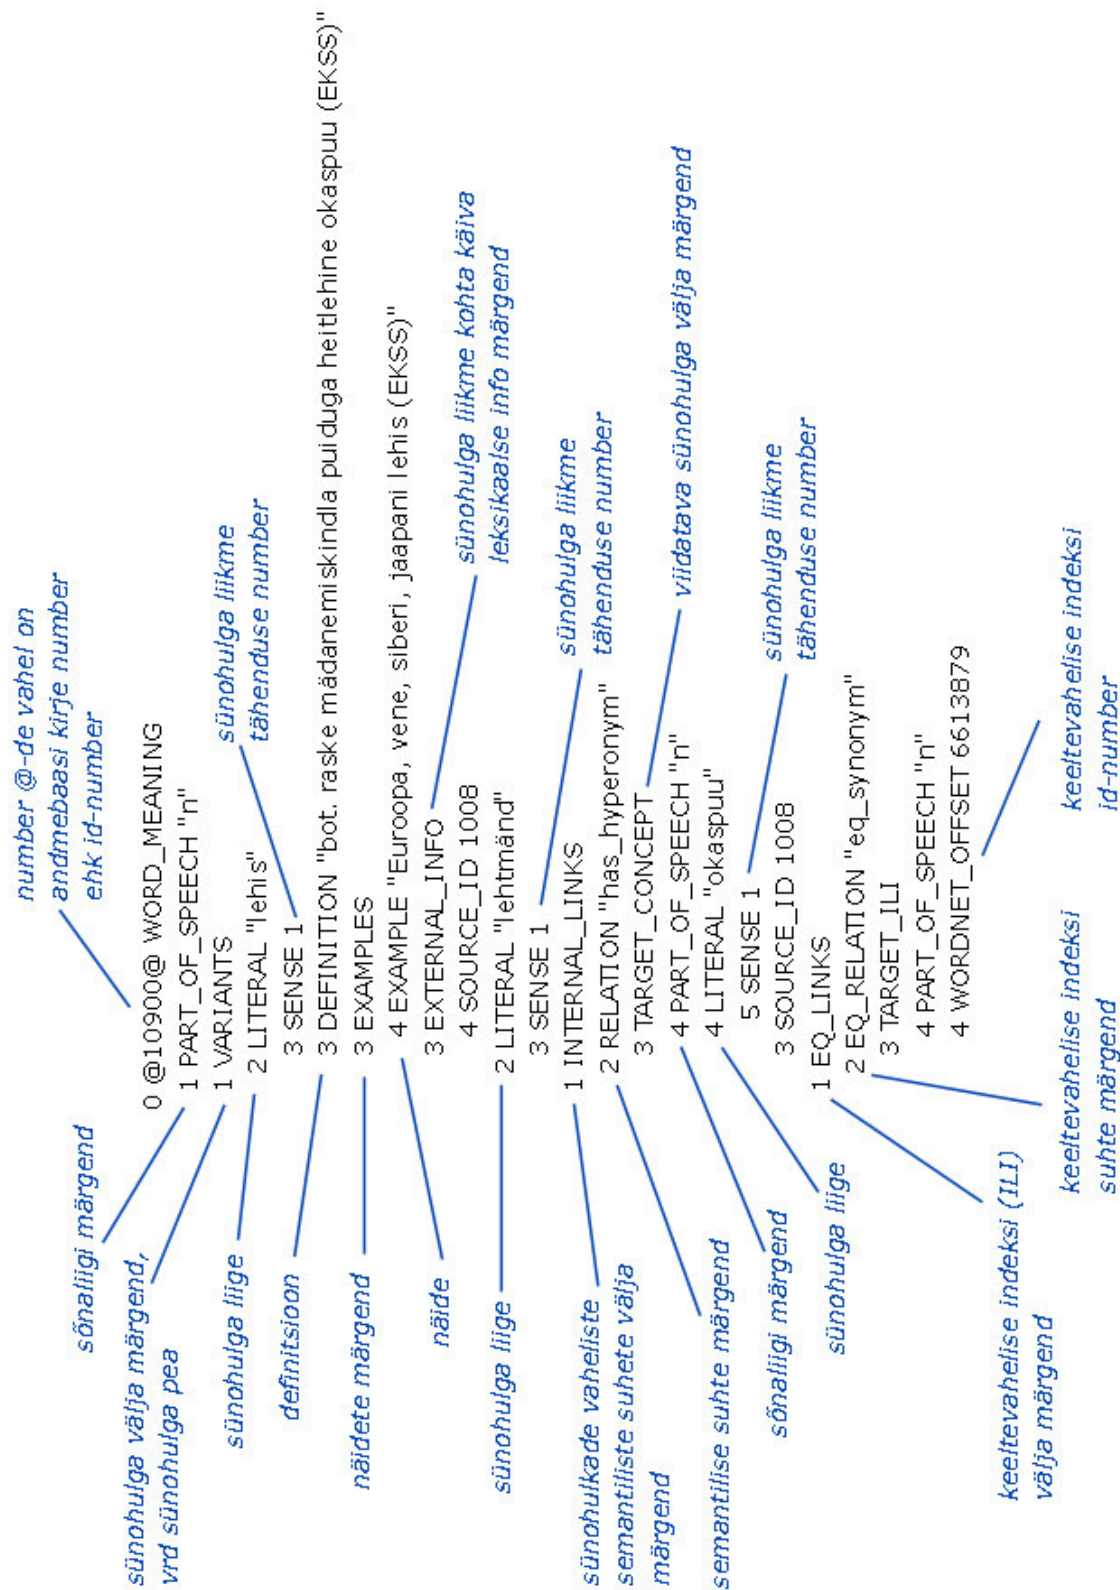 number @-de vahel on
andmebaasi kirje number
ehk id-number
sõnaliigi märgend
sünohulga välja märgend,
vrd sünohulga pea
sünohulga liige
definitsioon
näidete märgend
näide
sünohulga liige
sünohulkade vaheliste
semantiliste suhete välja
märgend
semantilise suhte märgend
sõnaliigi märgend
sünohulga liige
keeltevahelise indeksi (ILI)
välja märgend
0 @10900@ WORD_MEANING
1 PART_OF_SPEECH "n"
1 VARIANTS
2 LITERAL "lehis"
3 SENSE 1
3 DEFINITION "bot. raske mädanemiskindla puiduga heitlehine okaspuu (EKSS)"
3 EXAMPLES
4 EXAMPLE "Euroopa, vene, siberi, jaapani lehis (EKSS)"
3 EXTERNAL_INFO
4 SOURCE_ID 1008
2 LITERAL "lehtmänd"
3 SENSE 1
1 INTERNAL_LINKS
2 RELATION "has_hyperonym"
3 TARGET_CONCEPT
4 PART_OF_SPEECH "n"
4 LITERAL "okaspuu"
5 SENSE 1
3 SOURCE_ID 1008
1 EQ_LINKS
2 EQ_RELATION "eq_synonym"
3 TARGET_ILI
4 PART_OF_SPEECH "n"
4 WORDNET_OFFSET 6613879
sünohulga liikme
tähenduse number
sünohulga liikme kohta käiva
leksikaalse info märgend
sünohulga liikme
tähenduse number
viidatava sünohulga välja märgend
sünohulga liikme
tähenduse number
keeltevahelise indeksi
suhte märgend
keeltevahelise indeksi
id-number